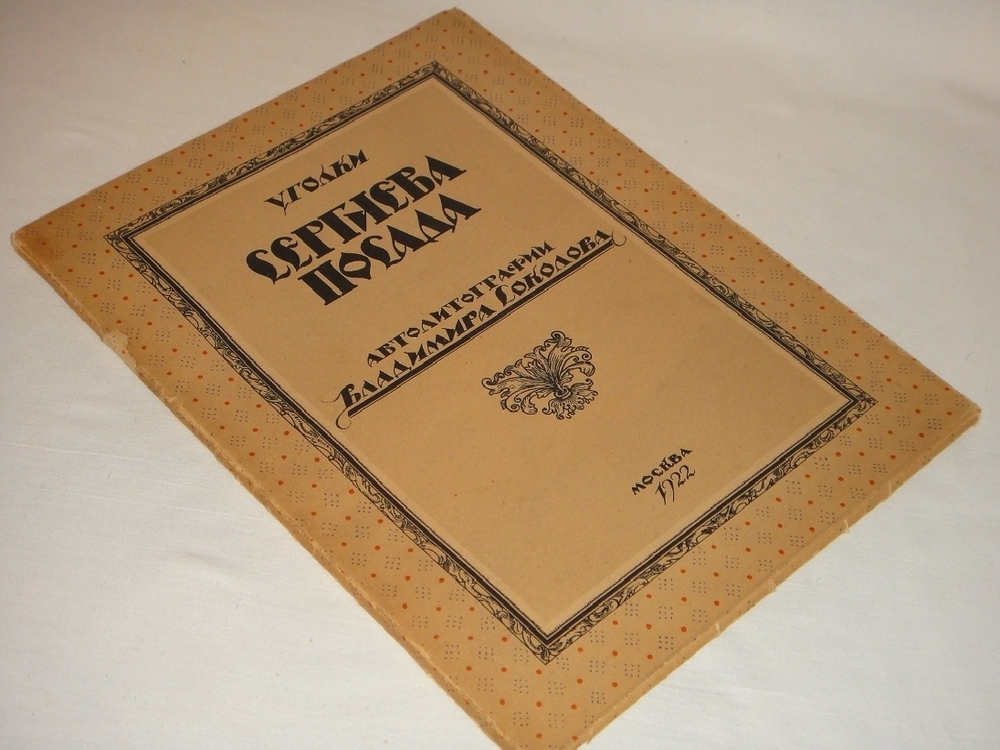 УГОЛКИ
СЕРГИЕВА
ПОСАДА
АВТОЛИТОГРАФИИ
ВЛАДИМИРА СОКОЛОВА
МОСКВА
1922